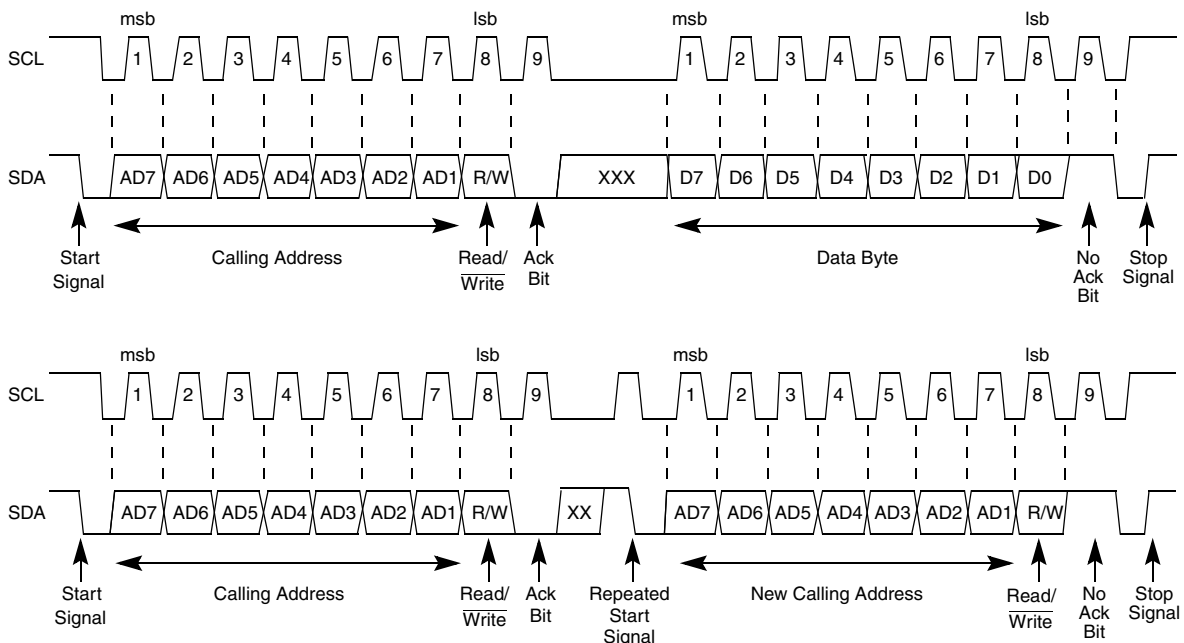 msb lsb msb lsb
SCL 1 2 3 4 5 6 7 8 9 1 2 3 4 5 6 7 8 9
SDA AD7 AD6 AD5 AD4 AD3 AD2 AD1 R/W XXX D7 D6 D5 D4 D3 D2 D1 D0
Start
Signal
Calling Address
Read/
Write
Ack
Bit
Data Byte
No
Ack
Bit
Stop
Signal
msb lsb msb lsb
SCL 1 2 3 4 5 6 7 8 9 1 2 3 4 5 6 7 8 9
SDA AD7 AD6 AD5 AD4 AD3 AD2 AD1 R/W XX AD7 AD6 AD5 AD4 AD3 AD2 AD1 R/W
Start
Signal
Calling Address
Read/
Write
Ack
Bit
Repeated
Start
Signal
New Calling Address
Read/
Write
No
Ack
Bit
Stop
Signal